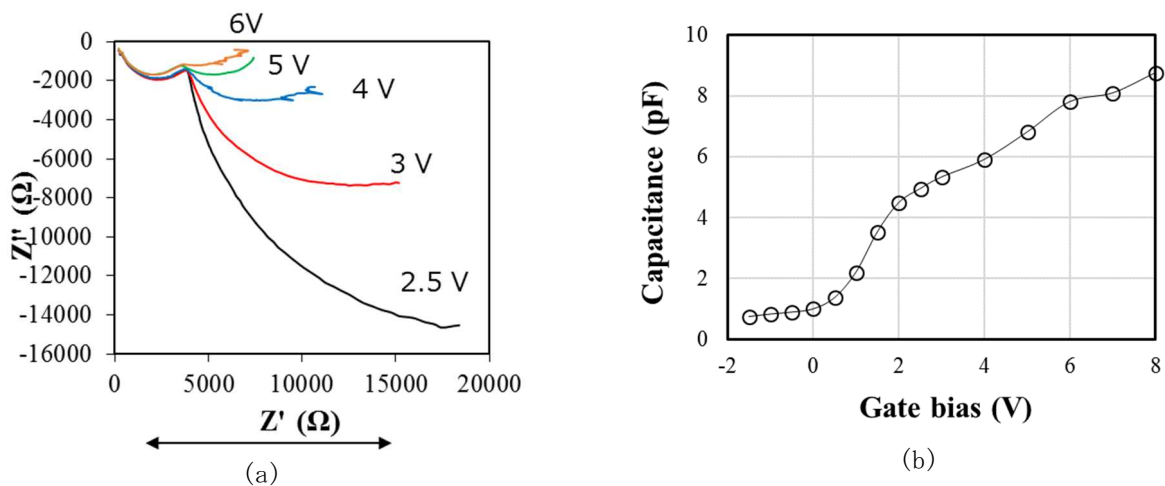 6V
5 V
4 V
3 V
2.5 V
0
-2000
-4000
-6000
-8000
-10000
-12000
-14000
-16000
Z" (Ω)
0 5000 10000 15000 20000
Z' (Ω)
(a)
10
8
6
4
2
0
Capacitance (pF)
-2 0 2 4 6 8
Gate bias (V)
(b)